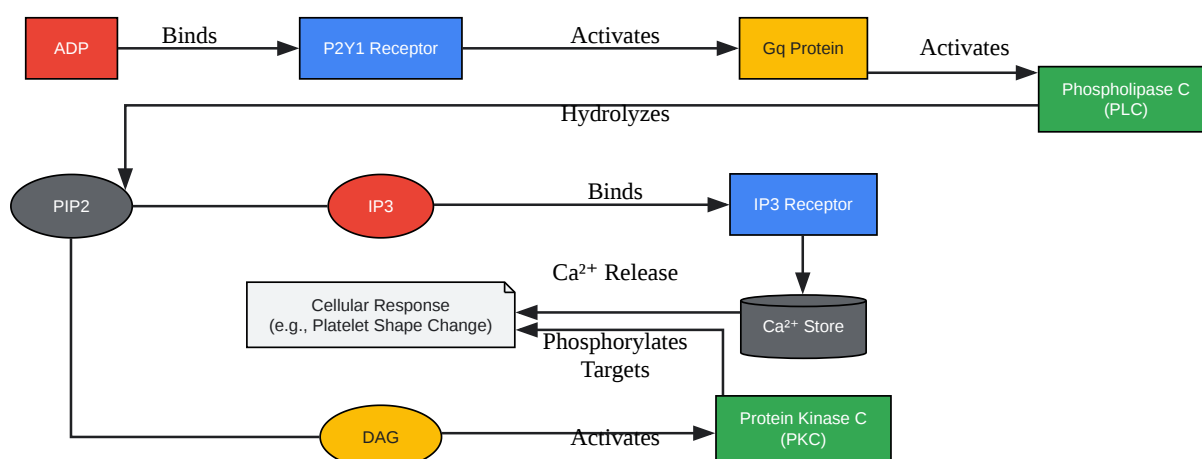 ADP
Binds
P2Y1 Receptor
Activates
Gq Protein
Activates
Phospholipase C
(PLC)
Hydrolyzes
PIP2
IP3
Binds
IP3 Receptor
Ca²⁺ Release
Cellular Response
(e.g., Platelet Shape Change)
Ca²⁺ Store
Phosphorylates
Targets
DAG
Activates
Protein Kinase C
(PKC)